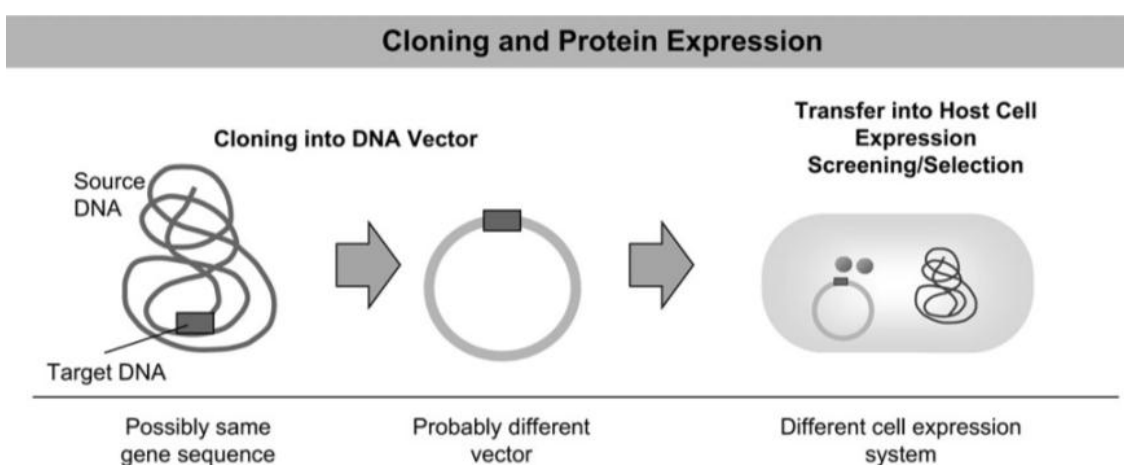 Cloning and Protein Expression
Cloning into DNA Vector
Transfer into Host Cell
Expression
Screening/Selection
Source
DNA
Target DNA
Possibly same
gene sequence
Probably different
vector
Different cell expression
system